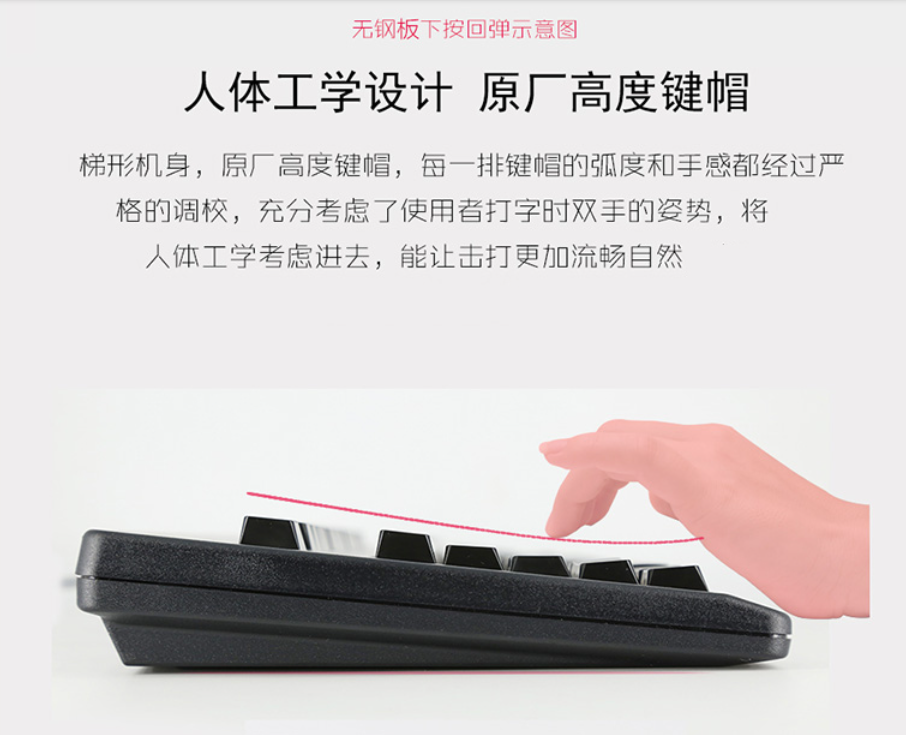 无钢板下按回弹示意图
人体工学设计 原厂高度键帽
梯形机身，原厂高度键帽，每一排键帽的弧度和手感都经过严
格的调校，充分考虑了使用者打字时双手的姿势，将
人体工学考虑进去，能让击打更加流畅自然